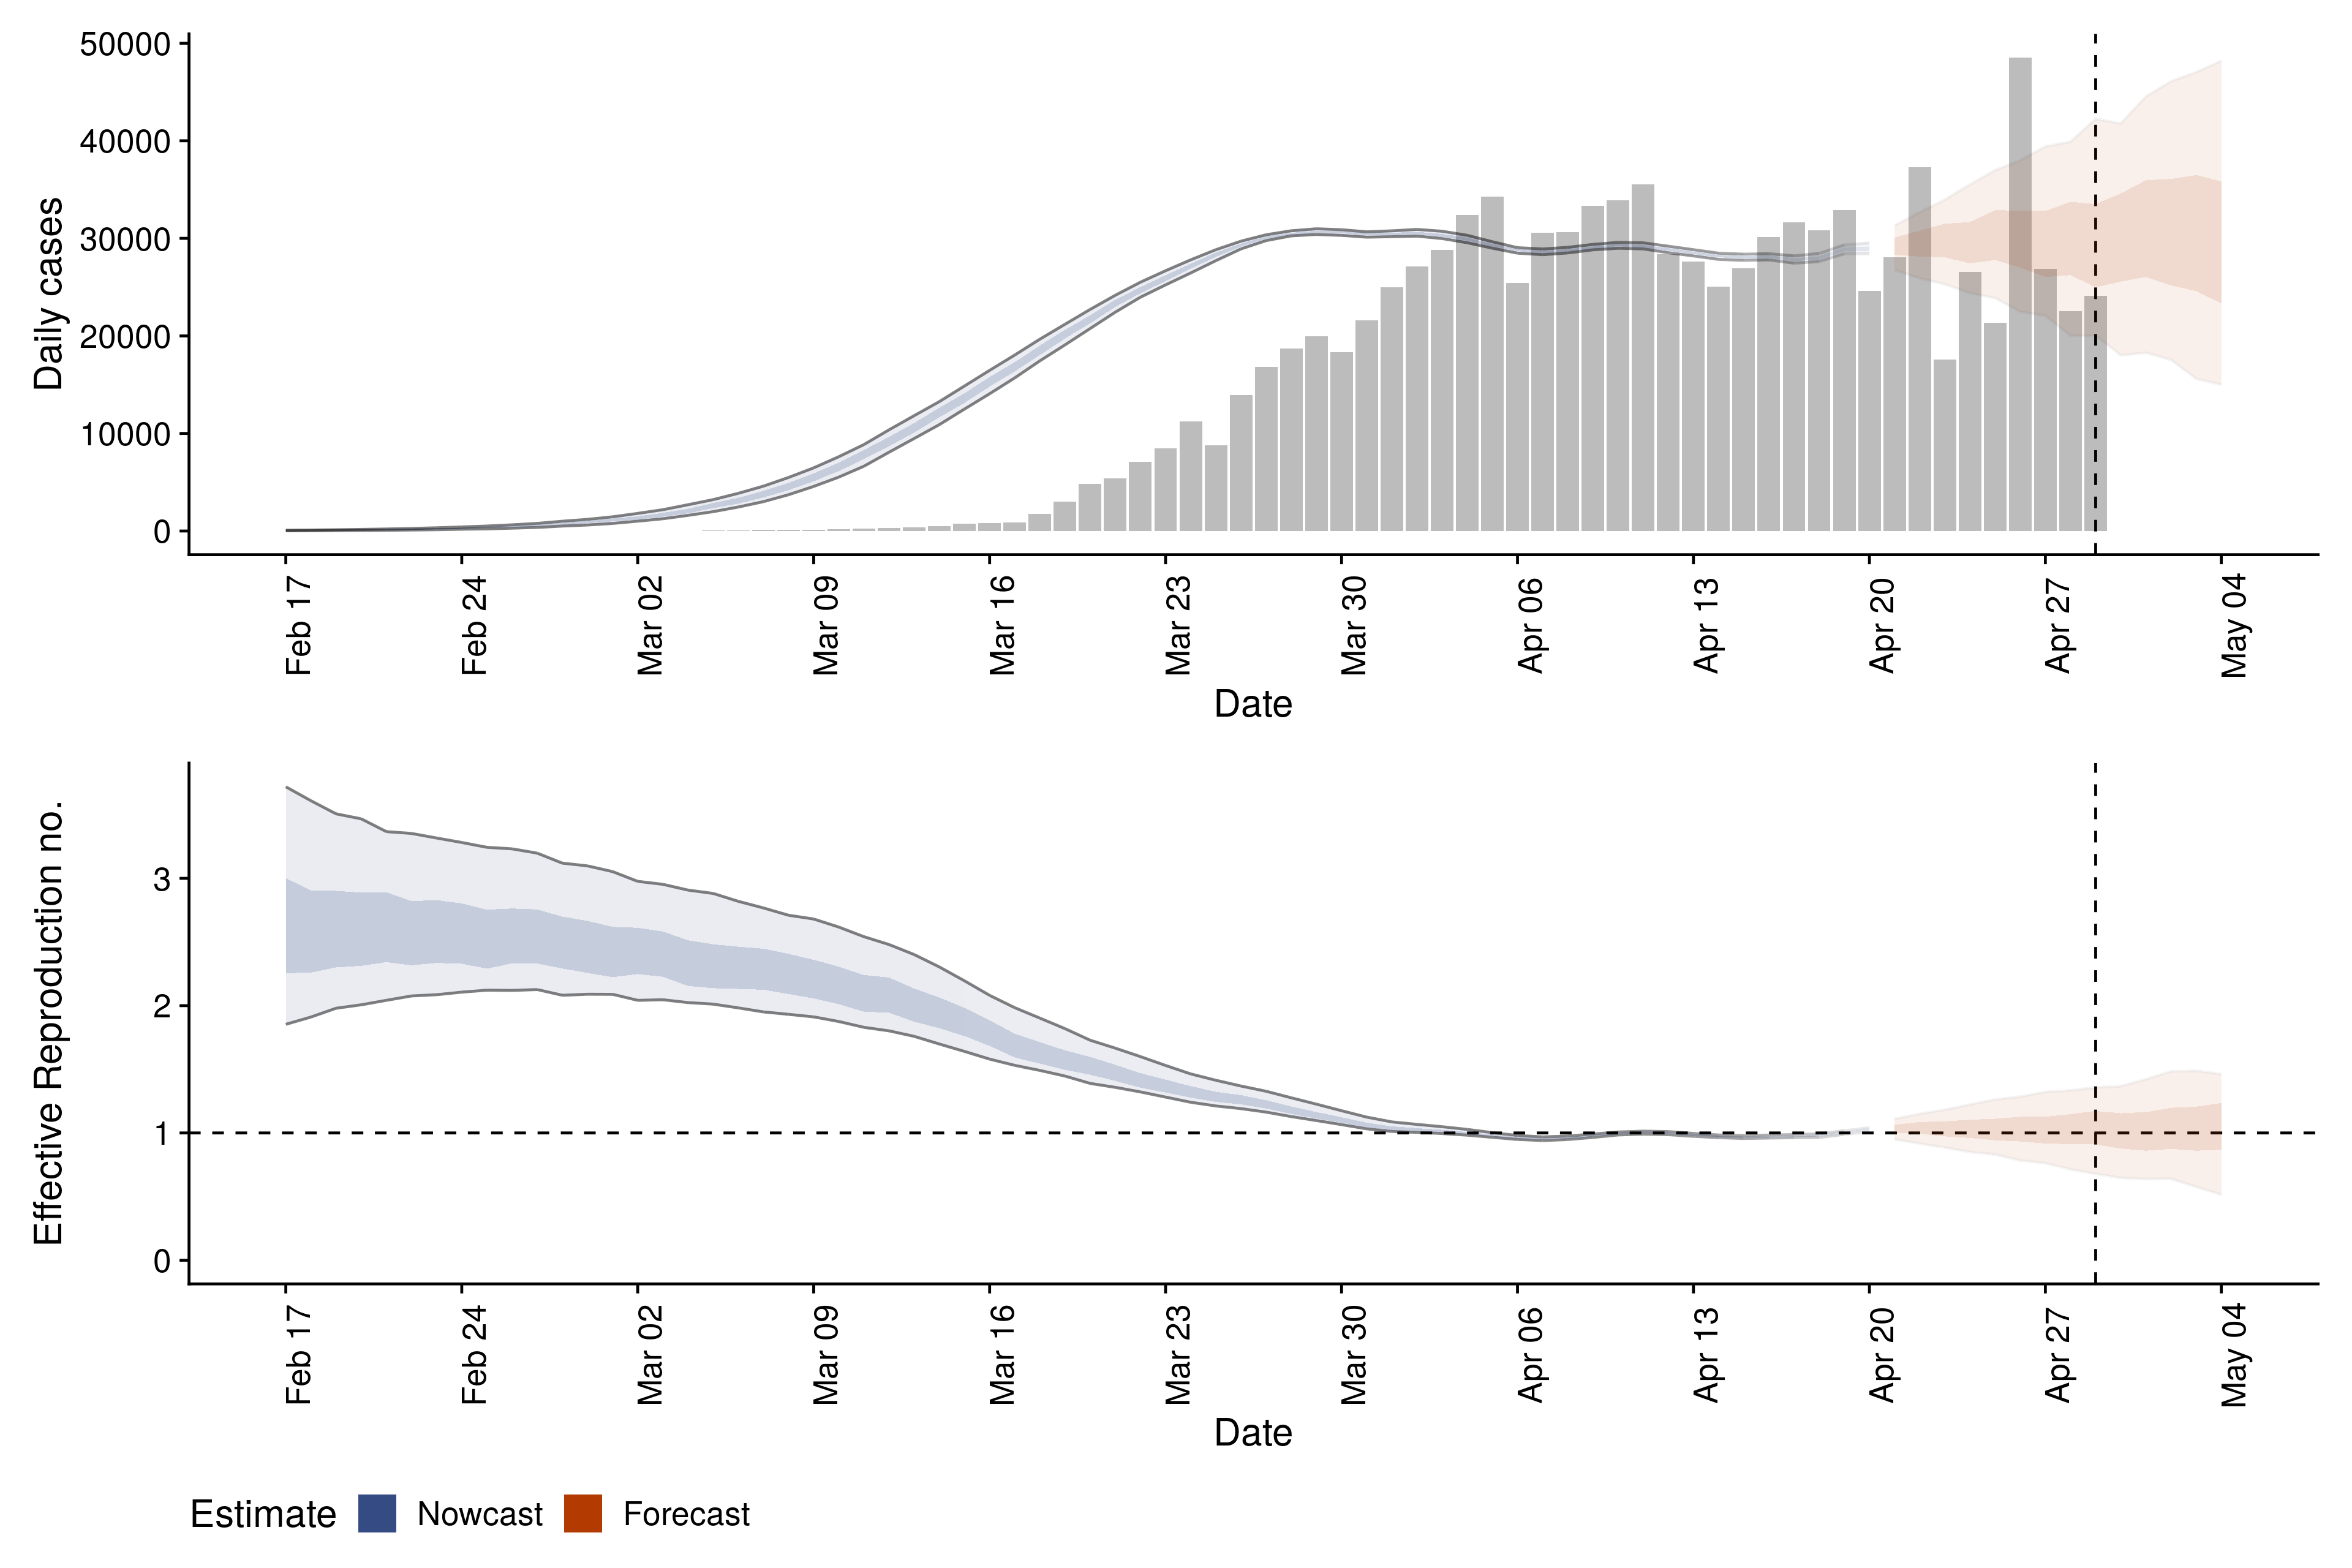 Daily cases
50000
40000
30000
20000
10000
0
Feb 17
Feb 24
Mar 02
Mar 09
Mar 16
Mar 23
Mar 30
Apr 06
Apr 13
Apr 20
Apr 27
May 04
Date
Effective Reproduction no.
3
2
1
0
Feb 17
Feb 24
Mar 02
Mar 09
Mar 16
Mar 23
Mar 30
Apr 06
Apr 13
Apr 20
Apr 27
May 04
Date
Estimate Nowcast Forecast